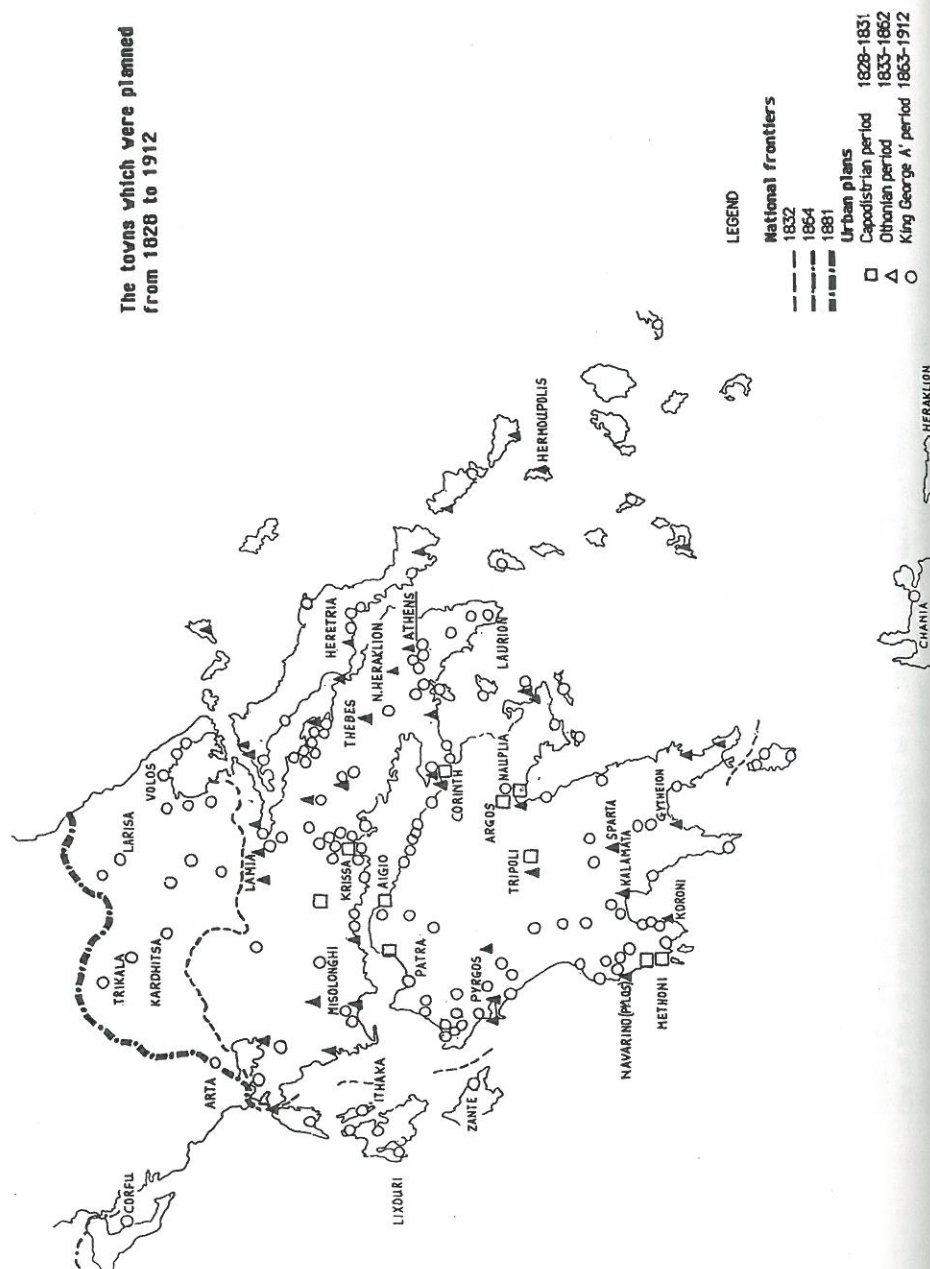 The towns which were planned
from 1828 to 1912
LEGEND
National frontiers
1832
1864
1881
Urban plans
Capodistrian period 1828-1831
Othonian period 1833-1862
King George A' period 1863-1912
CORFU
ARTA
TRIKALA
KARDHITSA
LARISA
VOLOS
LAMIA
MISOLONGHI
KRISSA
AIGIO
THEBES
HERETRIA
N.HERAKLION
ATHENS
LAURION
HERMOUPOLIS
LIXOURI
ITHAKA
ZANTE
PATRA
PYRGOS
CORINTH
ARGOS
NAUPLIA
TRIPOLI
SPARTA
KALAMATA
GYTHEION
KORONI
NAVARINO (PYLOS)
METHONI
CHANIA
HERAKLION